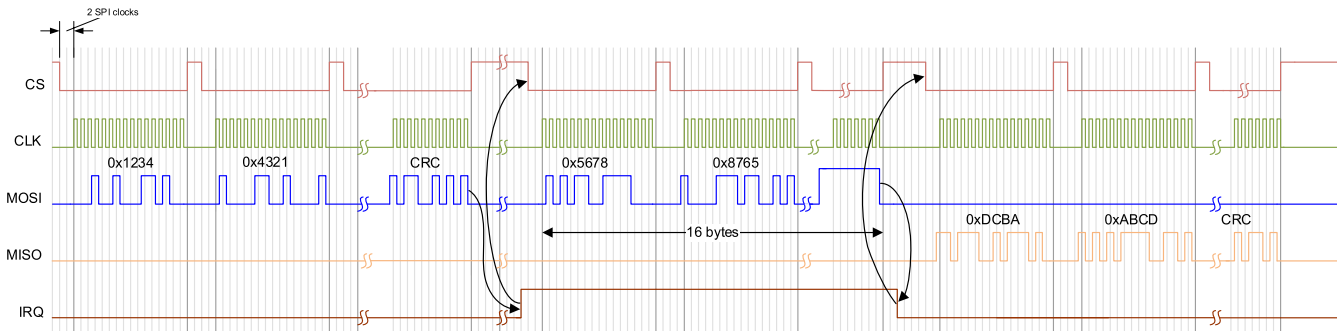 2 SPI clocks
CS
CLK
0x1234 0x4321 CRC 0x5678 0x8765
MOSI
0xDCBA 0xABCD CRC
16 bytes
MISO
IRQ